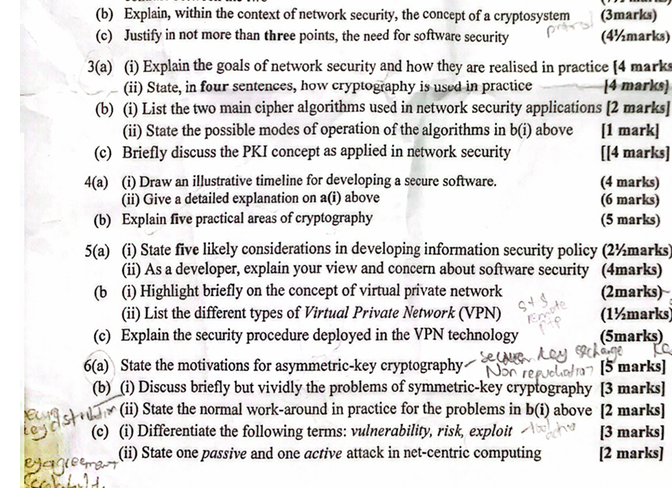 (b) Explain, within the context of network security, the concept of a cryptosystem (3marks)
(c) Justify in not more than three points, the need for software security (4½marks)
3(a) (i) Explain the goals of network security and how they are realised in practice [4 marks
(ii) State, in four sentences, how cryptography is used in practice [4 marks]
(b) (i) List the two main cipher algorithms used in network security applications [2 marks]
(ii) State the possible modes of operation of the algorithms in b(i) above [1 mark]
(c) Briefly discuss the PKI concept as applied in network security [[4 marks]
4(a) (i) Draw an illustrative timeline for developing a secure software. (4 marks)
(ii) Give a detailed explanation on a(i) above (6 marks)
(b) Explain five practical areas of cryptography (5 marks)
5(a) (i) State five likely considerations in developing information security policy (2½marks)
(ii) As a developer, explain your view and concern about software security (4marks)
(b (i) Highlight briefly on the concept of virtual private network (2marks)
(ii) List the different types of Virtual Private Network (VPN) (1½marks)
(c) Explain the security procedure deployed in the VPN technology (5marks)
Key exchange
6(a) State the motivations for asymmetric-key cryptography [5 marks]
Non repudiation
(b) (i) Discuss briefly but vividly the problems of symmetric-key cryptography [3 marks]
(ii) State the normal work-around in practice for the problems in b(i) above [2 marks]
(c) (i) Differentiate the following terms: vulnerability, risk, exploit [3 marks]
(ii) State one passive and one active attack in net-centric computing [2 marks]